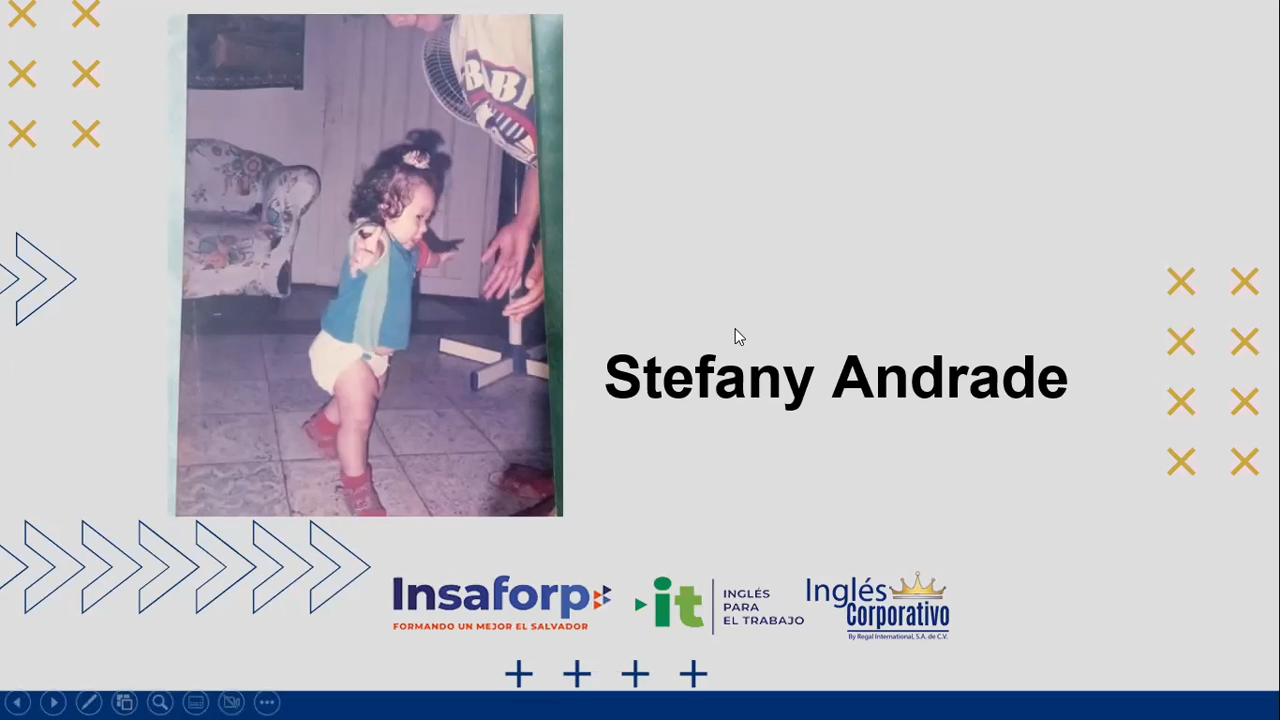 Stefany Andrade
Insaforp
FORMANDO UN MEJOR EL SALVADOR
it
INGLÉS
PARA
EL TRABAJO
Inglés
Corporativo
By Regal International, S.A. de C.V.